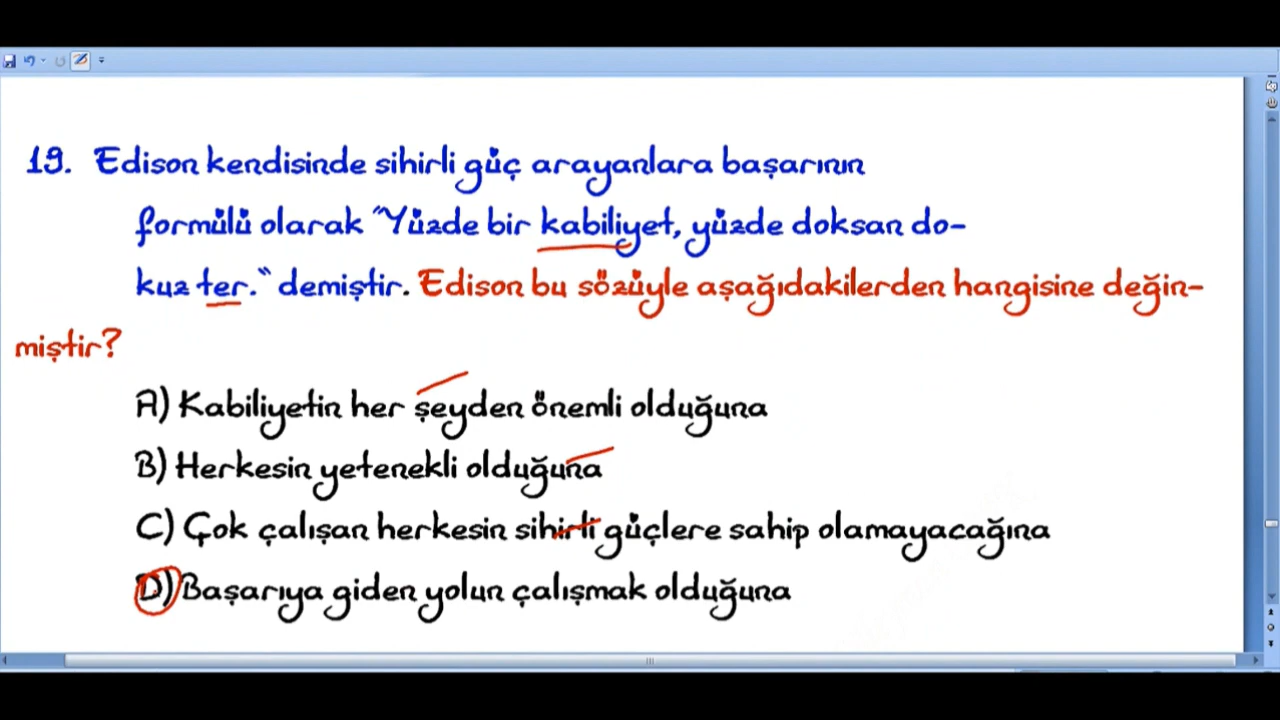 19. Edison kendisinde sihirli güç arayanlara başarının
formülü olarak "Yüzde bir kabiliyet, yüzde doksan do-
kuz ter." demiştir. Edison bu sözüyle aşağıdakilerden hangisine değin-
miştir?
A) Kabiliyetin her şeyden önemli olduğuna
B) Herkesin yetenekli olduğuna
C) Çok çalışan herkesin sihirli güçlere sahip olamayacağına
D) Başarıya giden yolun çalışmak olduğuna